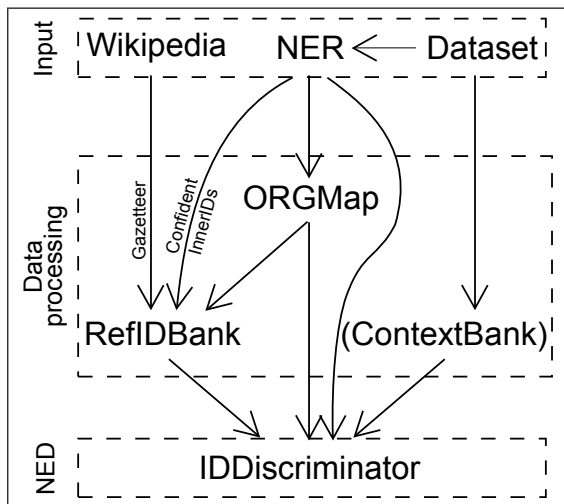 Input
Wikipedia
NER
Dataset
Gazetteer
Confident
InnerIDs
ORGMap
Data
processing
RefIDBank
(ContextBank)
NED
IDDiscriminator